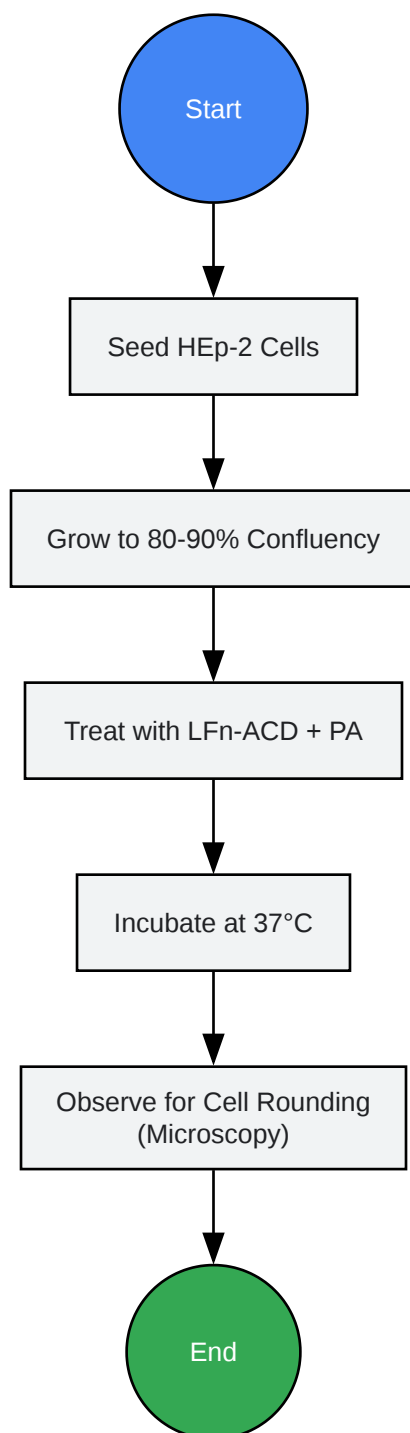 Start
Seed HEp-2 Cells
Grow to 80-90% Confluency
Treat with LFn-ACD + PA
Incubate at 37°C
Observe for Cell Rounding
(Microscopy)
End